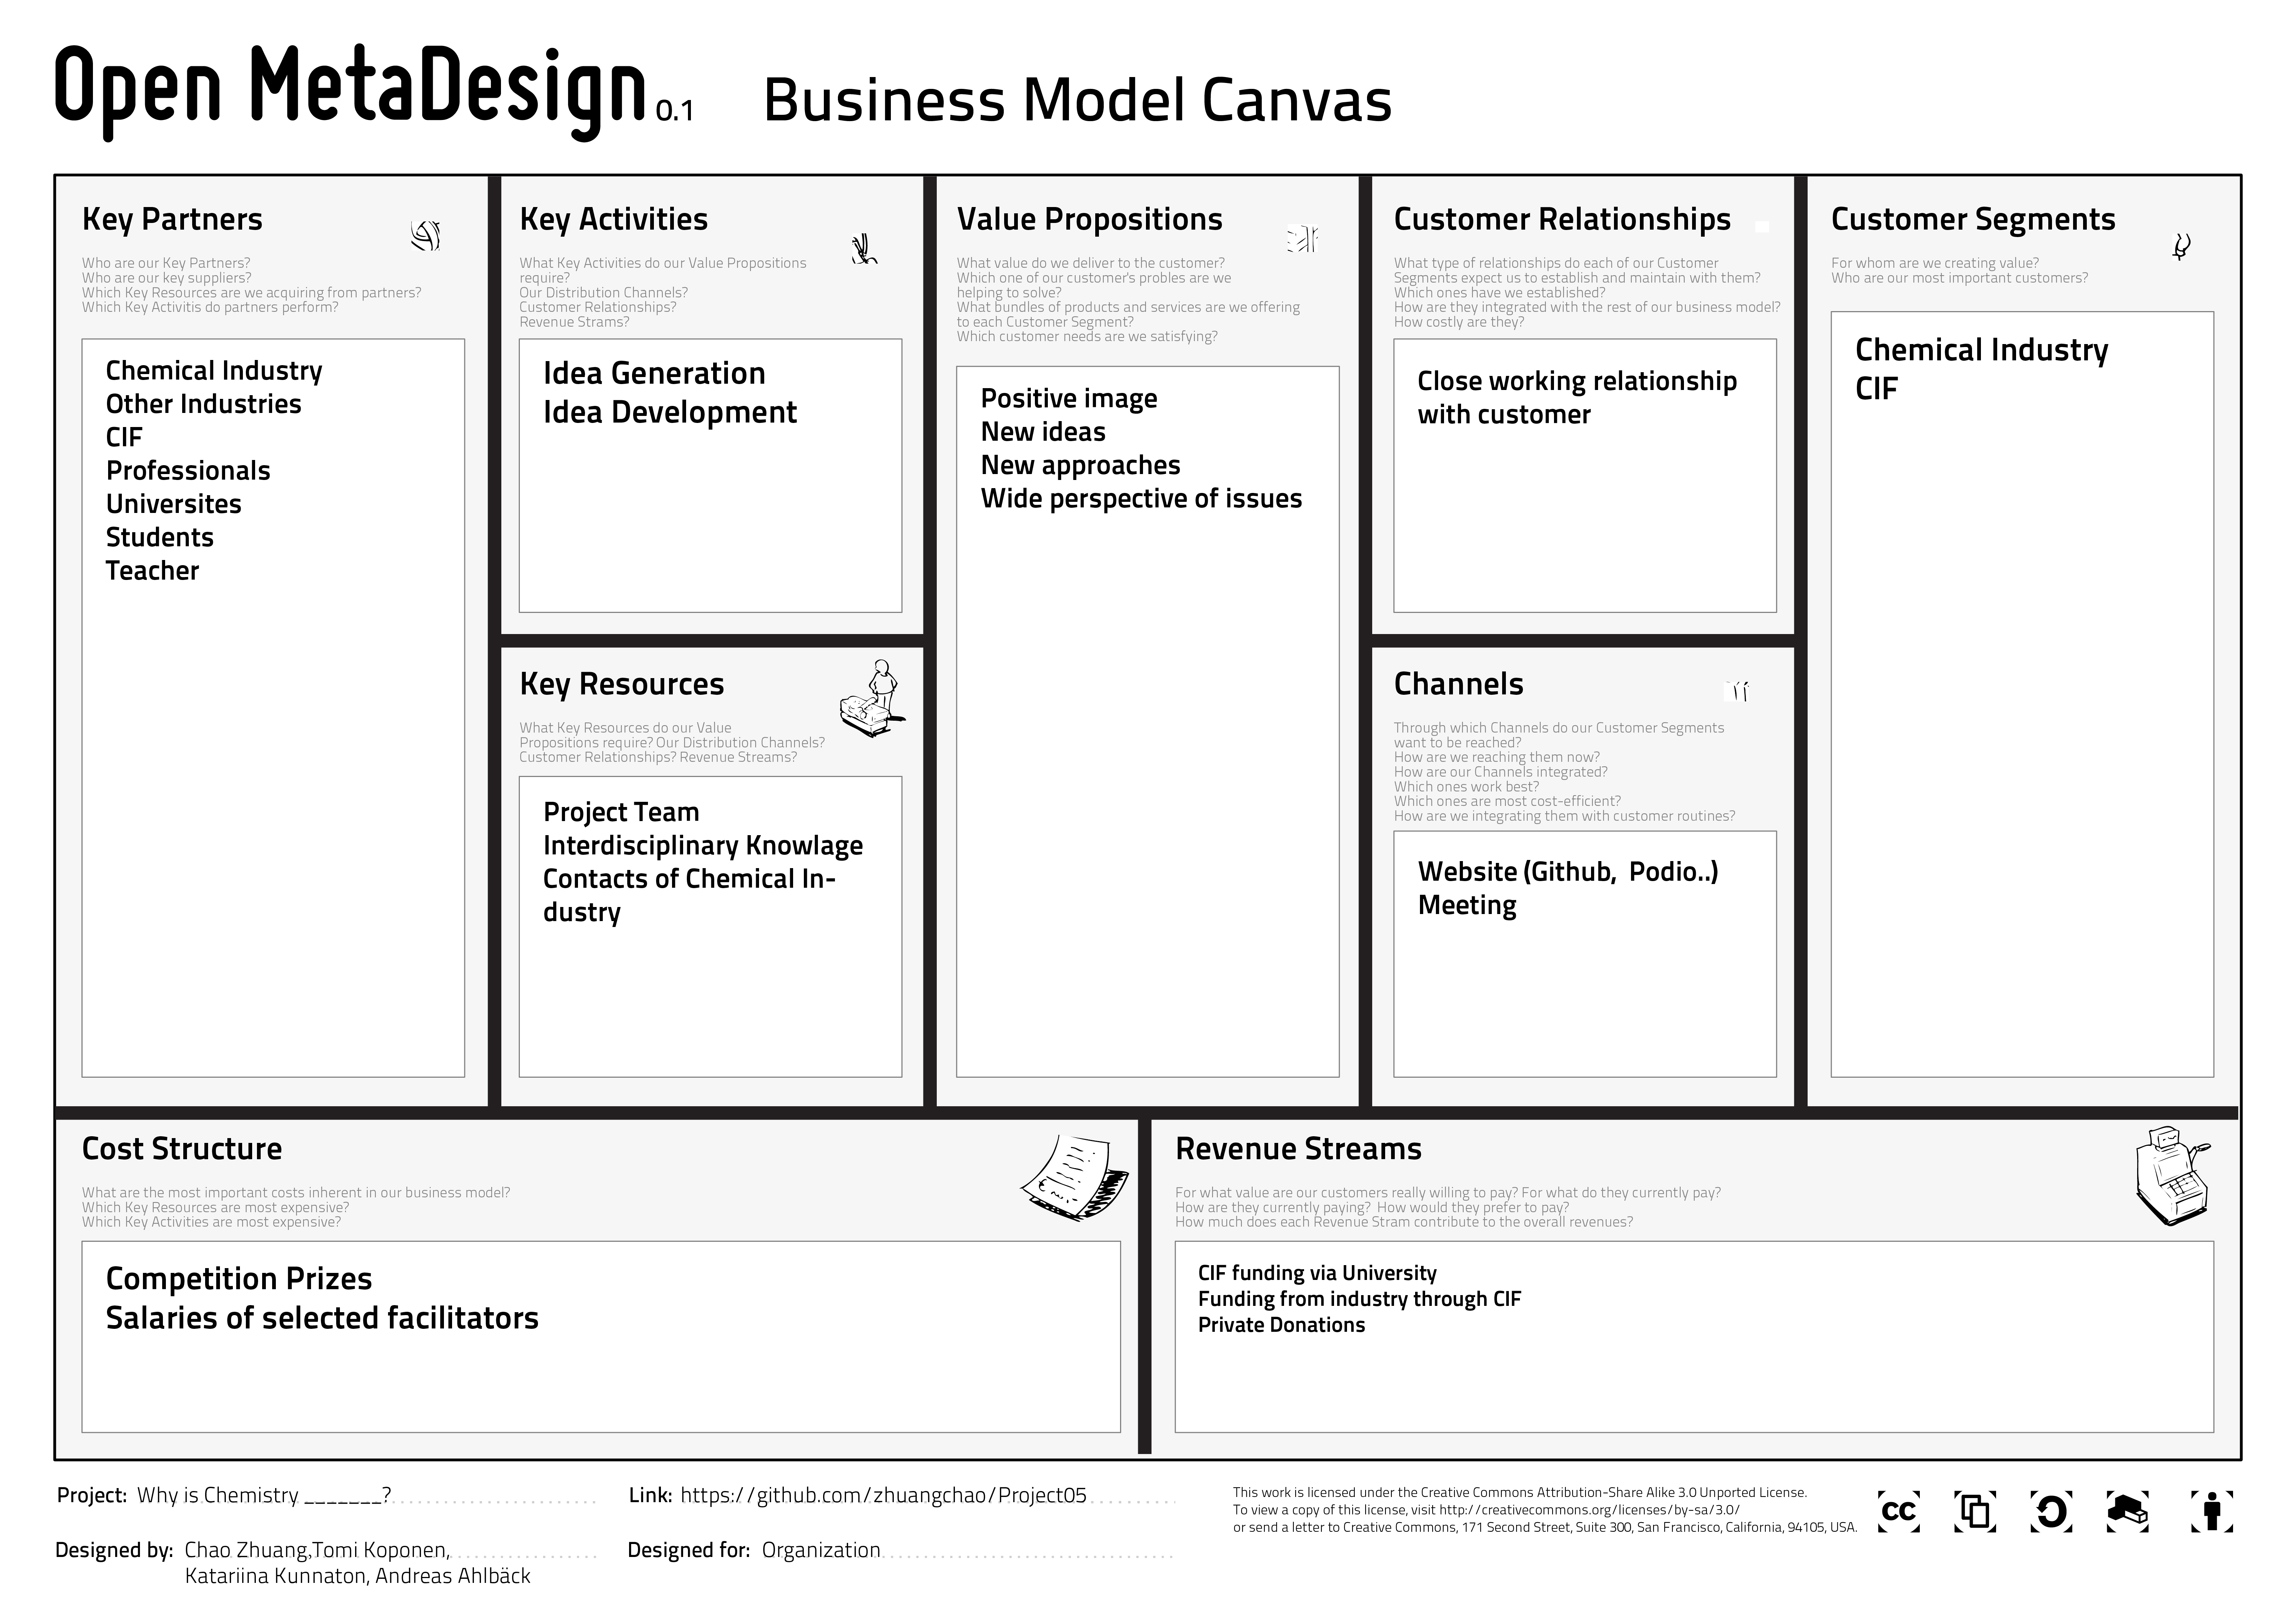 Open MetaDesign 0.1 Business Model Canvas
Key Partners
Who are our Key Partners?
Who are our key suppliers?
Which Key Resources are we acquiring from partners?
Which Key Activitis do partners perform?
Chemical Industry
Other Industries
CIF
Professionals
Universites
Students
Teacher
Key Activities
What Key Activities do our Value Propositions
require?
Our Distribution Channels?
Customer Relationships?
Revenue Strams?
Idea Generation
Idea Development
Key Resources
What Key Resources do our Value
Propositions require? Our Distribution Channels?
Customer Relationships? Revenue Streams?
Project Team
Interdisciplinary Knowlage
Contacts of Chemical In-
dustry
Value Propositions
What value do we deliver to the customer?
Which one of our customer's probles are we
helping to solve?
What bundles of products and services are we offering
to each Customer Segment?
Which customer needs are we satisfying?
Positive image
New ideas
New approaches
Wide perspective of issues
Customer Relationships
What type of relationships do each of our Customer
Segments expect us to establish and maintain with them?
Which ones have we established?
How are they integrated with the rest of our business model?
How costly are they?
Close working relationship
with customer
Channels
Through which Channels do our Customer Segments
want to be reached?
How are we reaching them now?
How are our Channels integrated?
Which ones work best?
Which ones are most cost-efficient?
How are we integrating them with customer routines?
Website (Github, Podio..)
Meeting
Customer Segments
For whom are we creating value?
Who are our most important customers?
Chemical Industry
CIF
Cost Structure
What are the most important costs inherent in our business model?
Which Key Resources are most expensive?
Which Key Activities are most expensive?
Competition Prizes
Salaries of selected facilitators
Revenue Streams
For what value are our customers really willing to pay? For what do they currently pay?
How are they currently paying? How would they prefer to pay?
How much does each Revenue Stram contribute to the overall revenues?
CIF funding via University
Funding from industry through CIF
Private Donations
Project: Why is Chemistry _______?
Link: https://github.com/zhuangchao/Project05
Designed by: Chao Zhuang,Tomi Koponen,
Katariina Kunnaton, Andreas Ahlbäck
Designed for: Organization
This work is licensed under the Creative Commons Attribution-Share Alike 3.0 Unported License.
To view a copy of this license, visit http://creativecommons.org/licenses/by-sa/3.0/
or send a letter to Creative Commons, 171 Second Street, Suite 300, San Francisco, California, 94105, USA.
cc